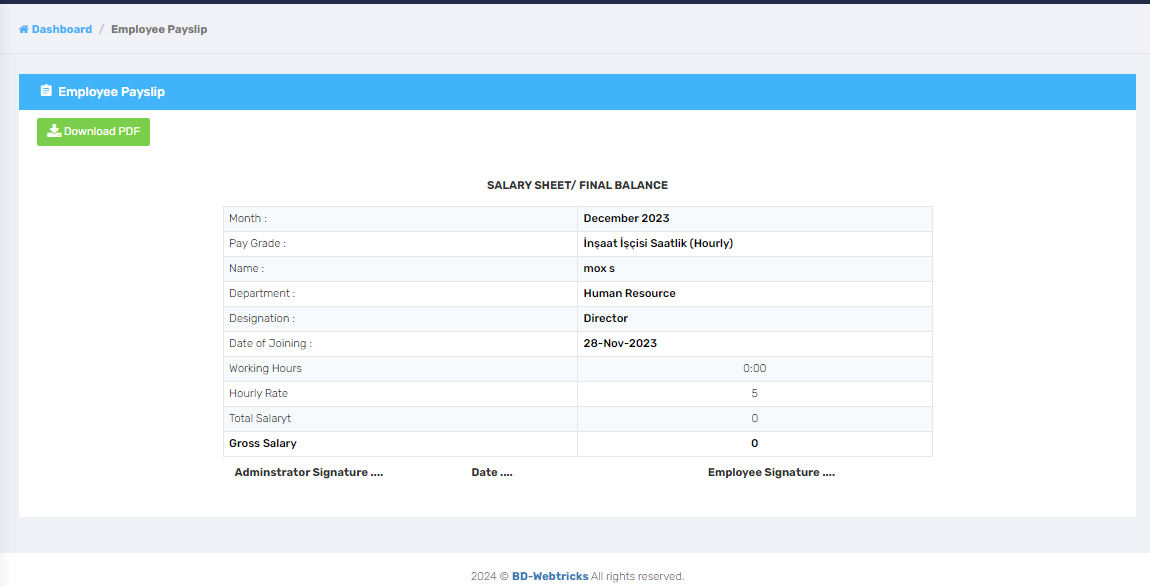 Dashboard / Employee Payslip
Employee Payslip
Download PDF
SALARY SHEET/ FINAL BALANCE
Month : December 2023
Pay Grade : İnşaat İşçisi Saatlik (Hourly)
Name : mox s
Department : Human Resource
Designation : Director
Date of Joining : 28-Nov-2023
Working Hours 0:00
Hourly Rate 5
Total Salaryt 0
Gross Salary 0
Adminstrator Signature .... Date .... Employee Signature ....
2024 © BD-Webtricks All rights reserved.